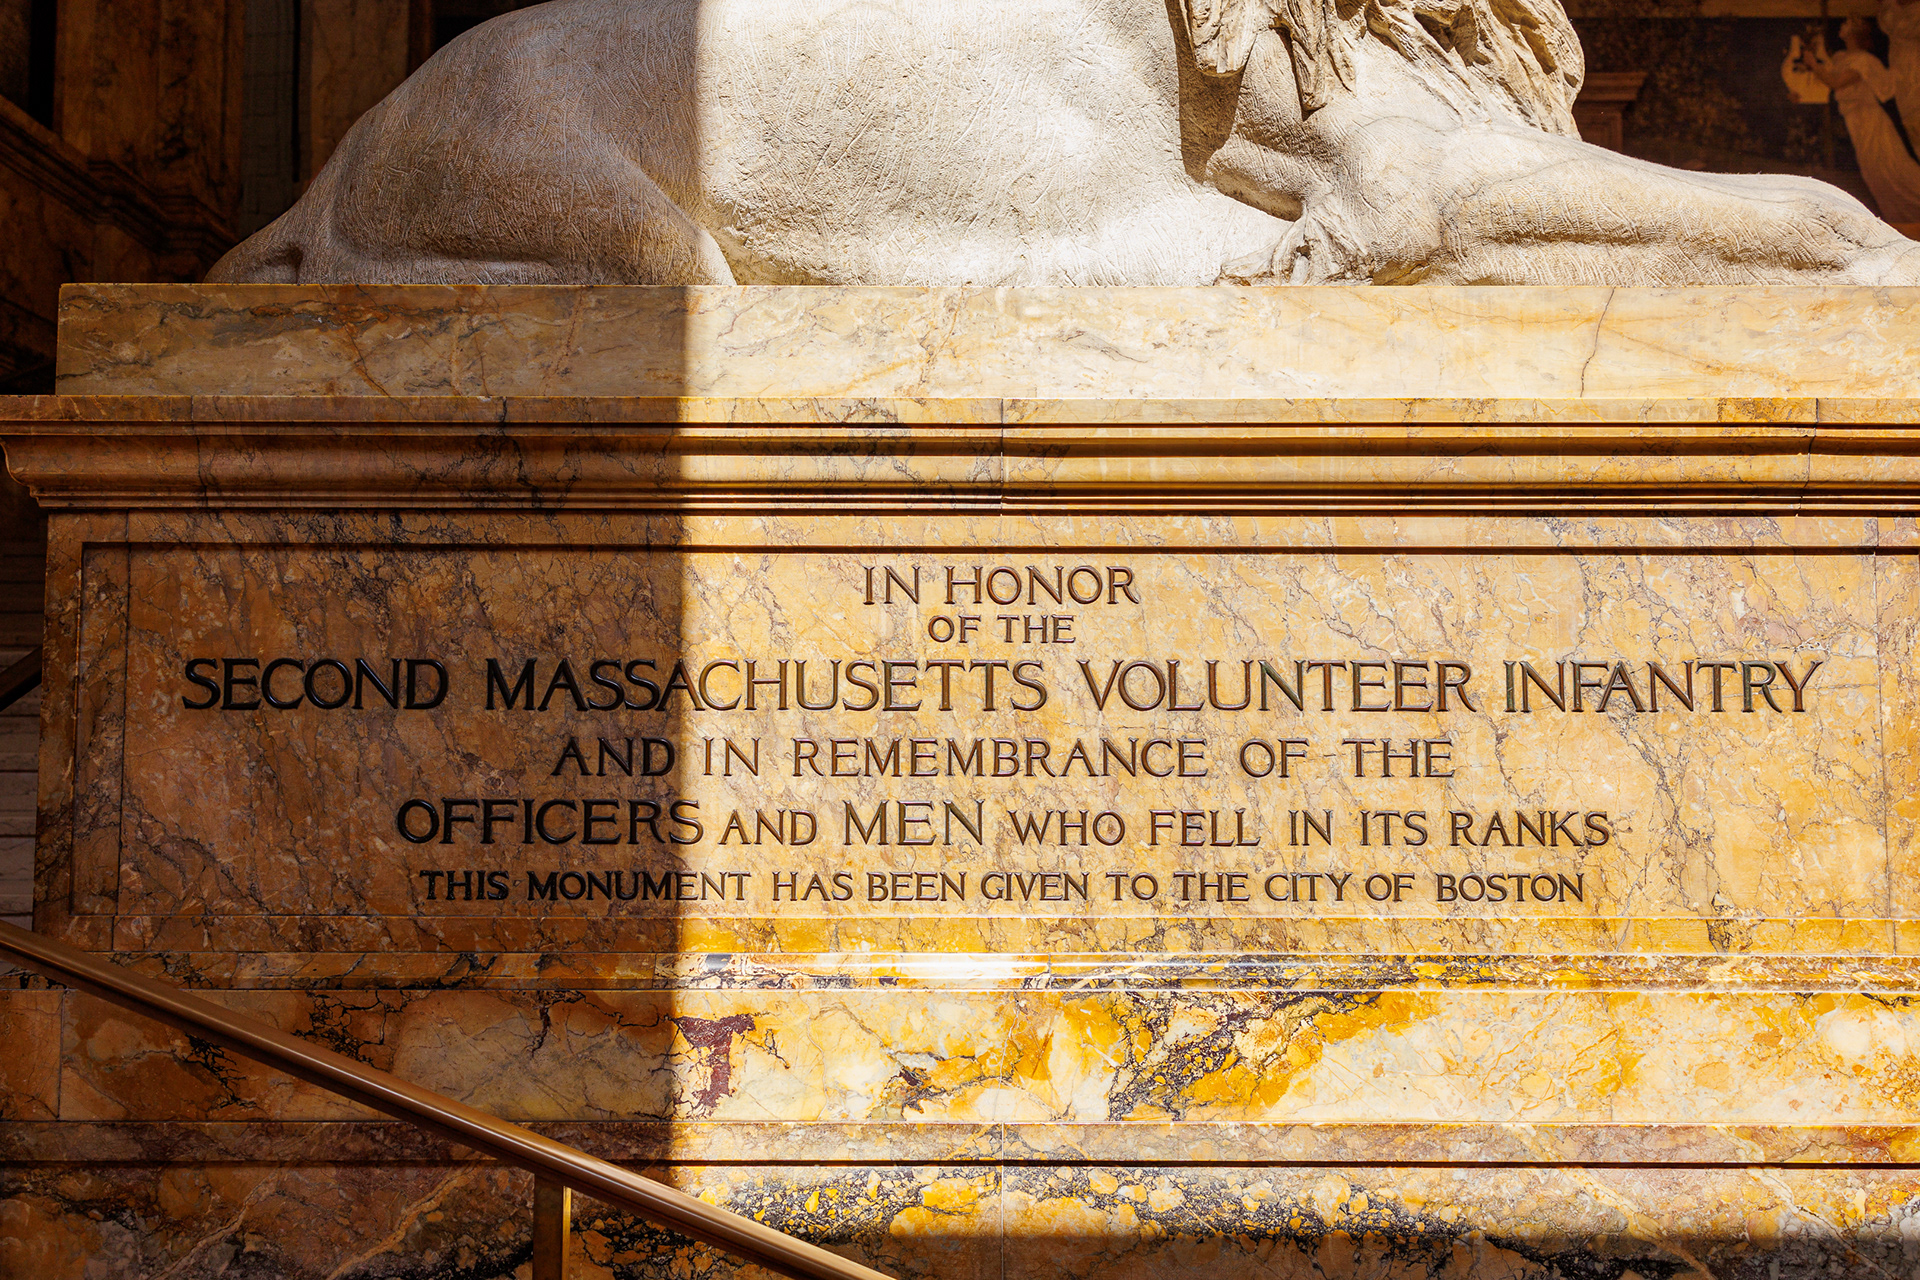 IN HONOR
OF THE
SECOND MASSACHUSETTS VOLUNTEER INFANTRY
AND IN REMEMBRANCE OF THE
OFFICERS AND MEN WHO FELL IN ITS RANKS
THIS MONUMENT HAS BEEN GIVEN TO THE CITY OF BOSTON